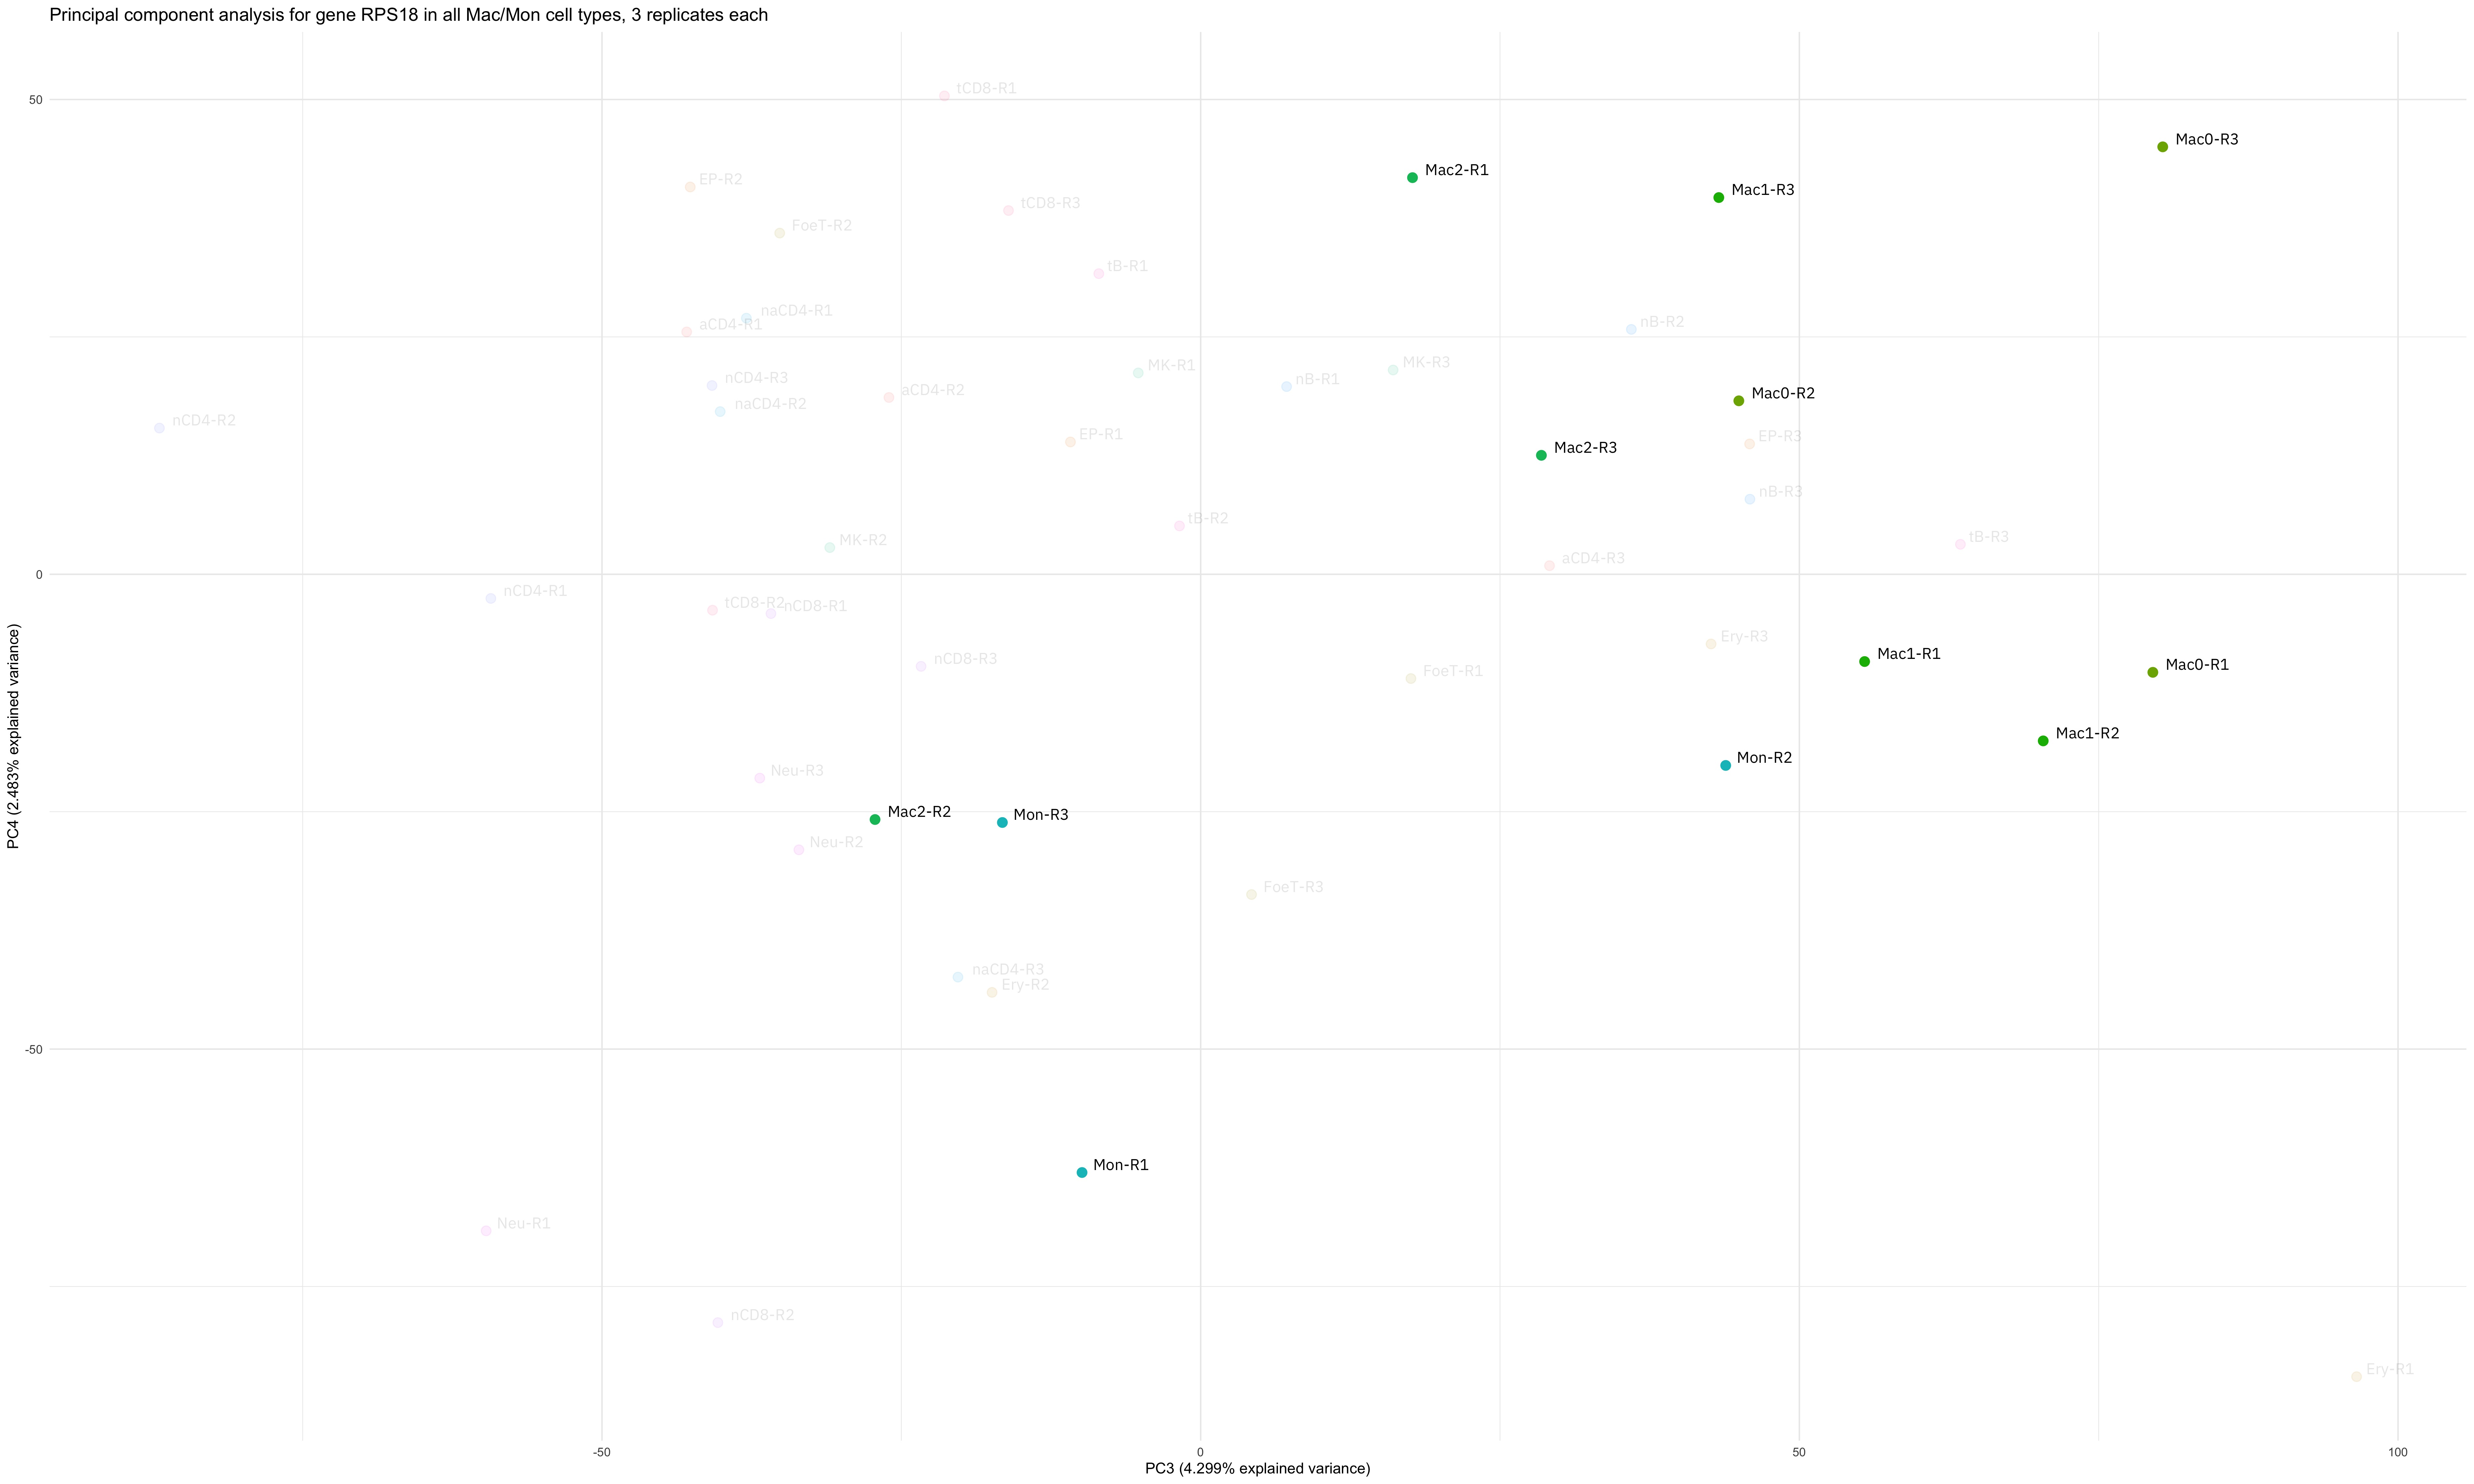 Principal component analysis for gene RPS18 in all Mac/Mon cell types, 3 replicates each
tCD8-R1
50
Mac0-R3
Mac2-R1
EP-R2
Mac1-R3
tCD8-R3
FoeT-R2
tB-R1
naCD4-R1
nB-R2
aCD4-R1
MK-R1
MK-R3
nCD4-R3
nB-R1
aCD4-R2
Mac0-R2
naCD4-R2
nCD4-R2
EP-R1
EP-R3
Mac2-R3
nB-R3
tB-R2
tB-R3
MK-R2
aCD4-R3
0
nCD4-R1
tCD8-R2
nCD8-R1
Ery-R3
Mac1-R1
nCD8-R3
Mac0-R1
FoeT-R1
Mac1-R2
PC4 (2.483% explained variance)
Mon-R2
Neu-R3
Mac2-R2
Mon-R3
Neu-R2
FoeT-R3
naCD4-R3
Ery-R2
-50
Mon-R1
Neu-R1
nCD8-R2
Ery-R1
-50
0
50
100
PC3 (4.299% explained variance)